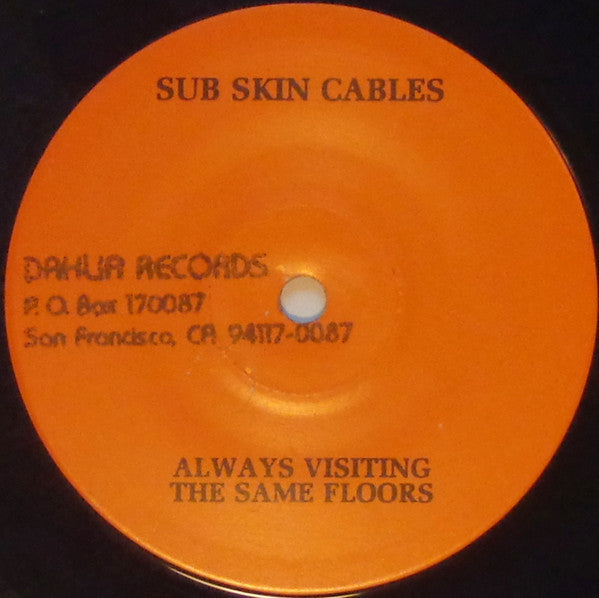 SUB SKIN CABLES
DAHLIA RECORDS
P. O. Box 170087
San Francisco, CA 94117-0087
ALWAYS VISITING
THE SAME FLOORS